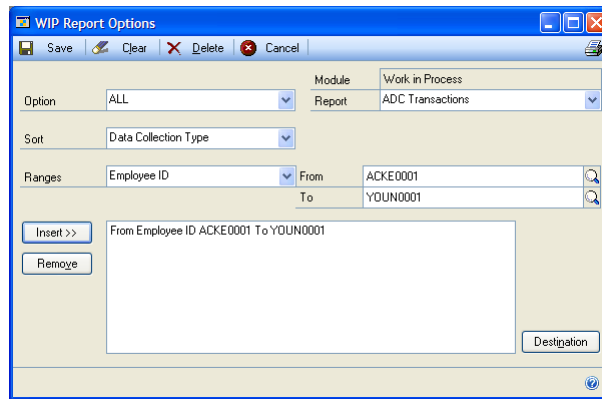 WIP Report Options
Save Clear Delete Cancel
Module Work in Process
Option ALL Report ADC Transactions
Sort Data Collection Type
Ranges Employee ID From ACKE0001
To YOUN0001
Insert >> From Employee ID ACKE0001 To YOUN0001
Remove
Destination